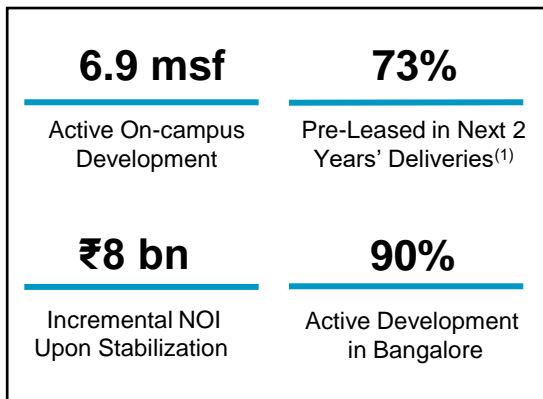 6.9 msf
Active On-campus
Development
73%
Pre-Leased in Next 2
Years’ Deliveries(1)
₹8 bn
Incremental NOI
Upon Stabilization
90%
Active Development
in Bangalore